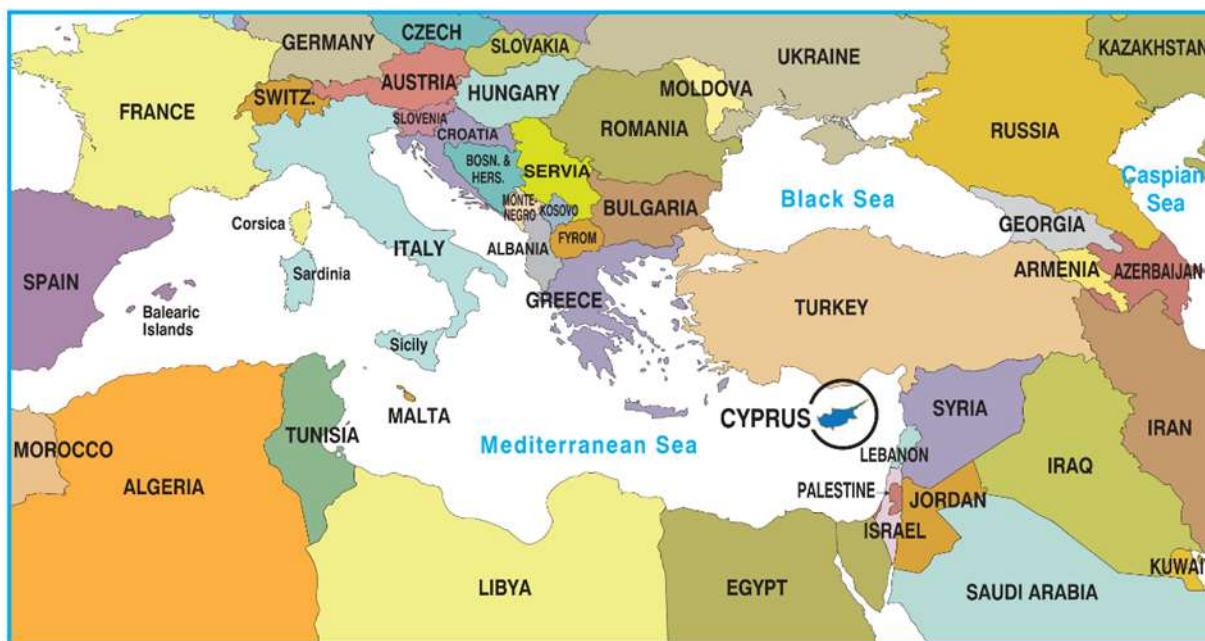 GERMANY
CZECH
SLOVAKIA
UKRAINE
KAZAKHSTAN
FRANCE
SWITZ.
AUSTRIA
HUNGARY
MOLDOVA
SLOVENIA
CROATIA
ROMANIA
RUSSIA
BOSN. &
HERS.
SERVIA
Caspian
Sea
Black Sea
MONTE-
NEGRO
KOSOVO
BULGARIA
GEORGIA
Corsica
ITALY
ALBANIA
FYROM
SPAIN
Sardinia
ARMENIA
AZERBAIJAN
GREECE
TURKEY
Balearic
Islands
Sicily
MALTA
CYPRUS
SYRIA
MOROCCO
TUNISIA
Mediterranean Sea
LEBANON
IRAN
ALGERIA
IRAQ
PALESTINE
JORDAN
ISRAEL
LIBYA
EGYPT
SAUDI ARABIA
KUWAI